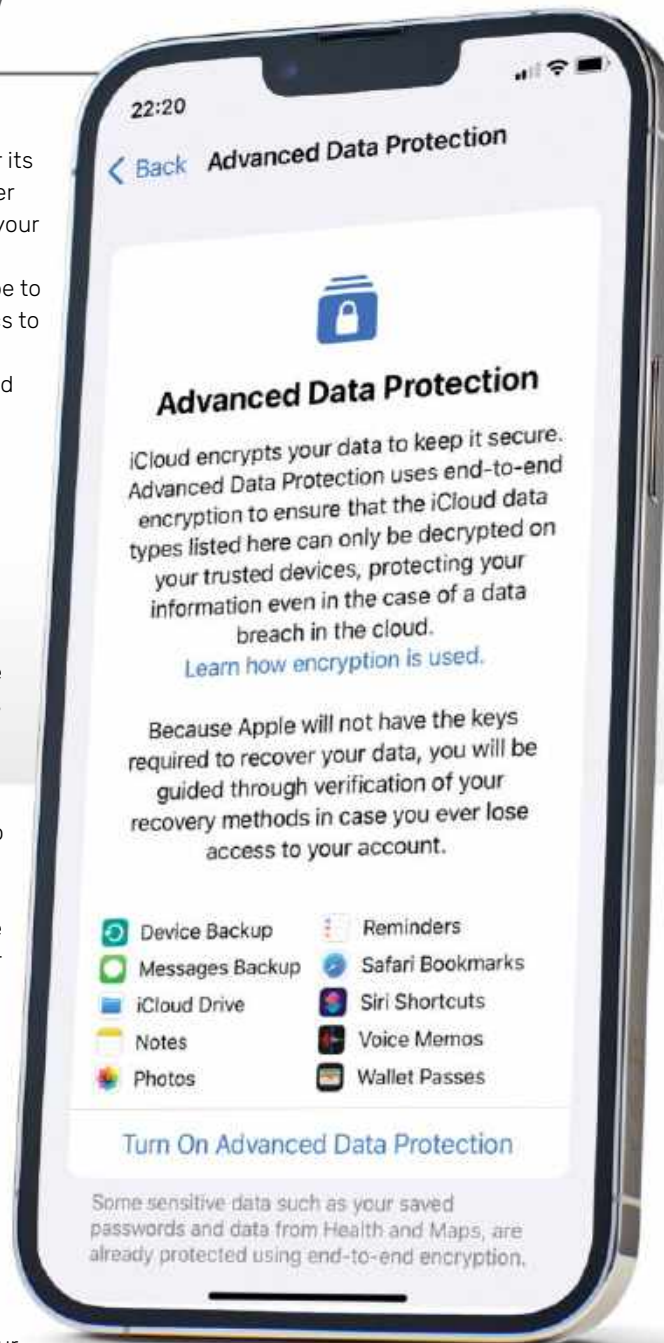 its
your
to
to
22:20
Back Advanced Data Protection
Advanced Data Protection
iCloud encrypts your data to keep it secure.
Advanced Data Protection uses end-to-end
encryption to ensure that the iCloud data
types listed here can only be decrypted on
your trusted devices, protecting your
information even in the case of a data
breach in the cloud.
Learn how encryption is used.
Because Apple will not have the keys
required to recover your data, you will be
guided through verification of your
recovery methods in case you ever lose
access to your account.
Device Backup
Messages Backup
iCloud Drive
Notes
Photos
Reminders
Safari Bookmarks
Siri Shortcuts
Voice Memos
Wallet Passes
Turn On Advanced Data Protection
Some sensitive data such as your saved
passwords and data from Health and Maps, are
already protected using end-to-end encryption.